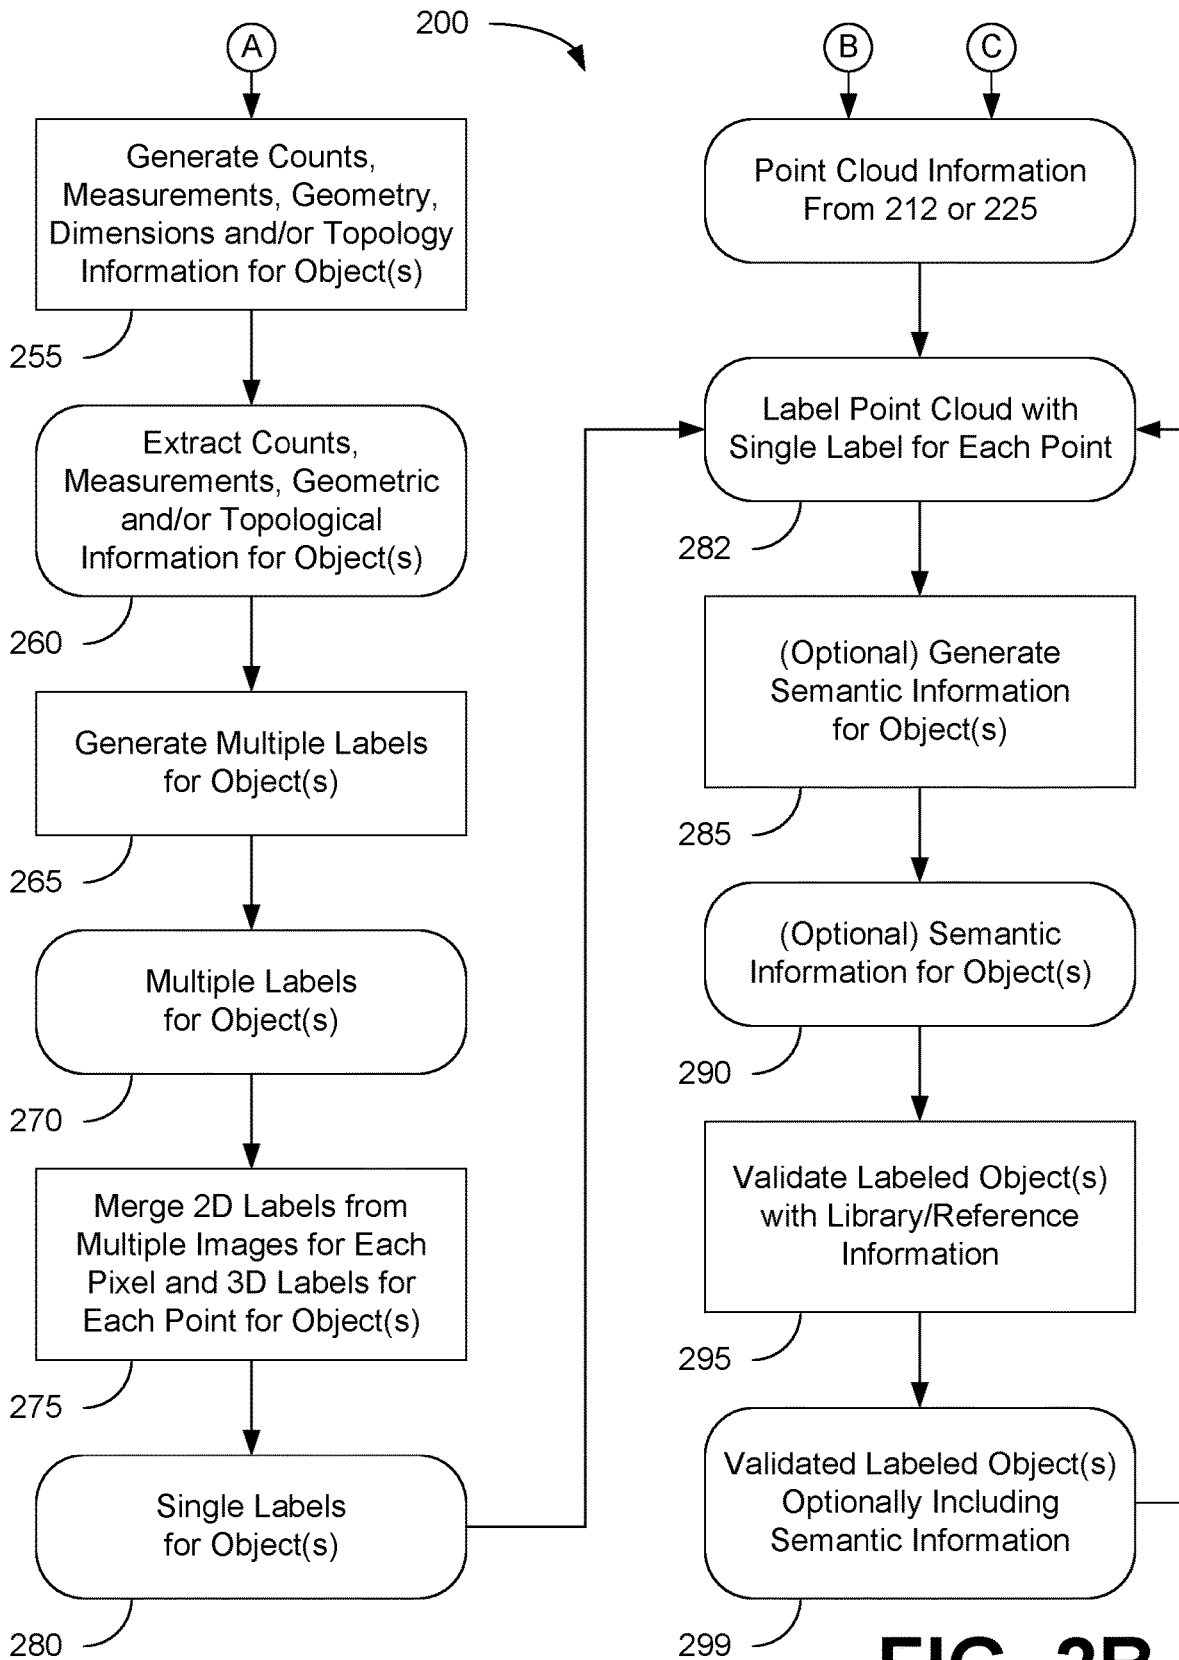 200
A
Generate Counts,
Measurements, Geometry,
Dimensions and/or Topology
Information for Object(s)
255
Extract Counts,
Measurements, Geometric
and/or Topological
Information for Object(s)
260
Generate Multiple Labels
for Object(s)
265
Multiple Labels
for Object(s)
270
Merge 2D Labels from
Multiple Images for Each
Pixel and 3D Labels for
Each Point for Object(s)
275
Single Labels
for Object(s)
280
B C
Point Cloud Information
From 212 or 225
Label Point Cloud with
Single Label for Each Point
282
(Optional) Generate
Semantic Information
for Object(s)
285
(Optional) Semantic
Information for Object(s)
290
Validate Labeled Object(s)
with Library/Reference
Information
295
Validated Labeled Object(s)
Optionally Including
Semantic Information
299
FIG. 2B